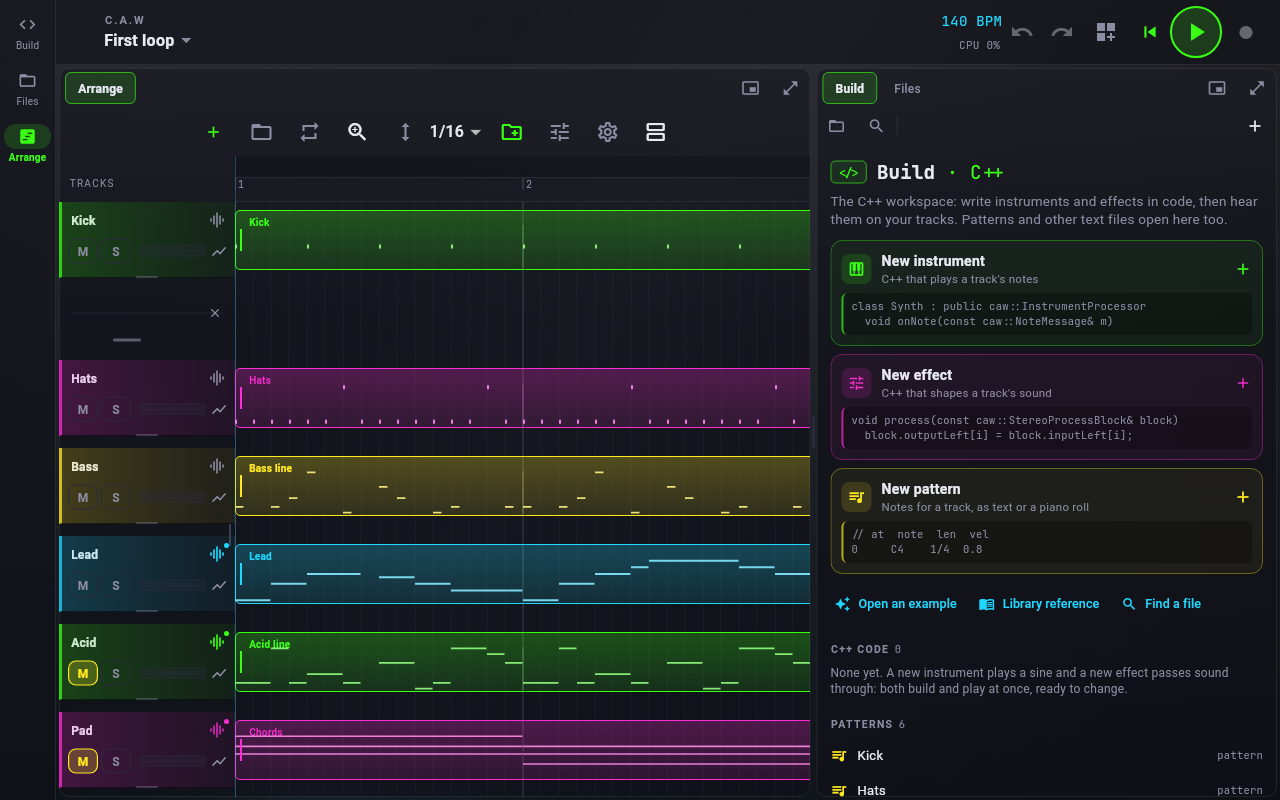 Build
Files
Arrange
C.A.W
First loop
140 BPM
CPU 0%
Arrange
1/16
TRACKS
1
2
Kick
M S
Kick
Hats
M S
Hats
Bass
M S
Bass line
Lead
M S
Lead
Acid
M S
Acid line
Pad
M S
Chords
Build
Files
</> Build · C++
The C++ workspace: write instruments and effects in code, then hear
them on your tracks. Patterns and other text files open here too.
New instrument
C++ that plays a track's notes
class Synth : public caw::InstrumentProcessor
void onNote(const caw::NoteMessage& m)
New effect
C++ that shapes a track's sound
void process(const caw::StereoProcessBlock& block)
block.outputLeft[i] = block.inputLeft[i];
New pattern
Notes for a track, as text or a piano roll
// at note len vel
0 C4 1/4 0.8
Open an example
Library reference
Find a file
C++ CODE 0
None yet. A new instrument plays a sine and a new effect passes sound
through: both build and play at once, ready to change.
PATTERNS 6
Kick pattern
Hats pattern